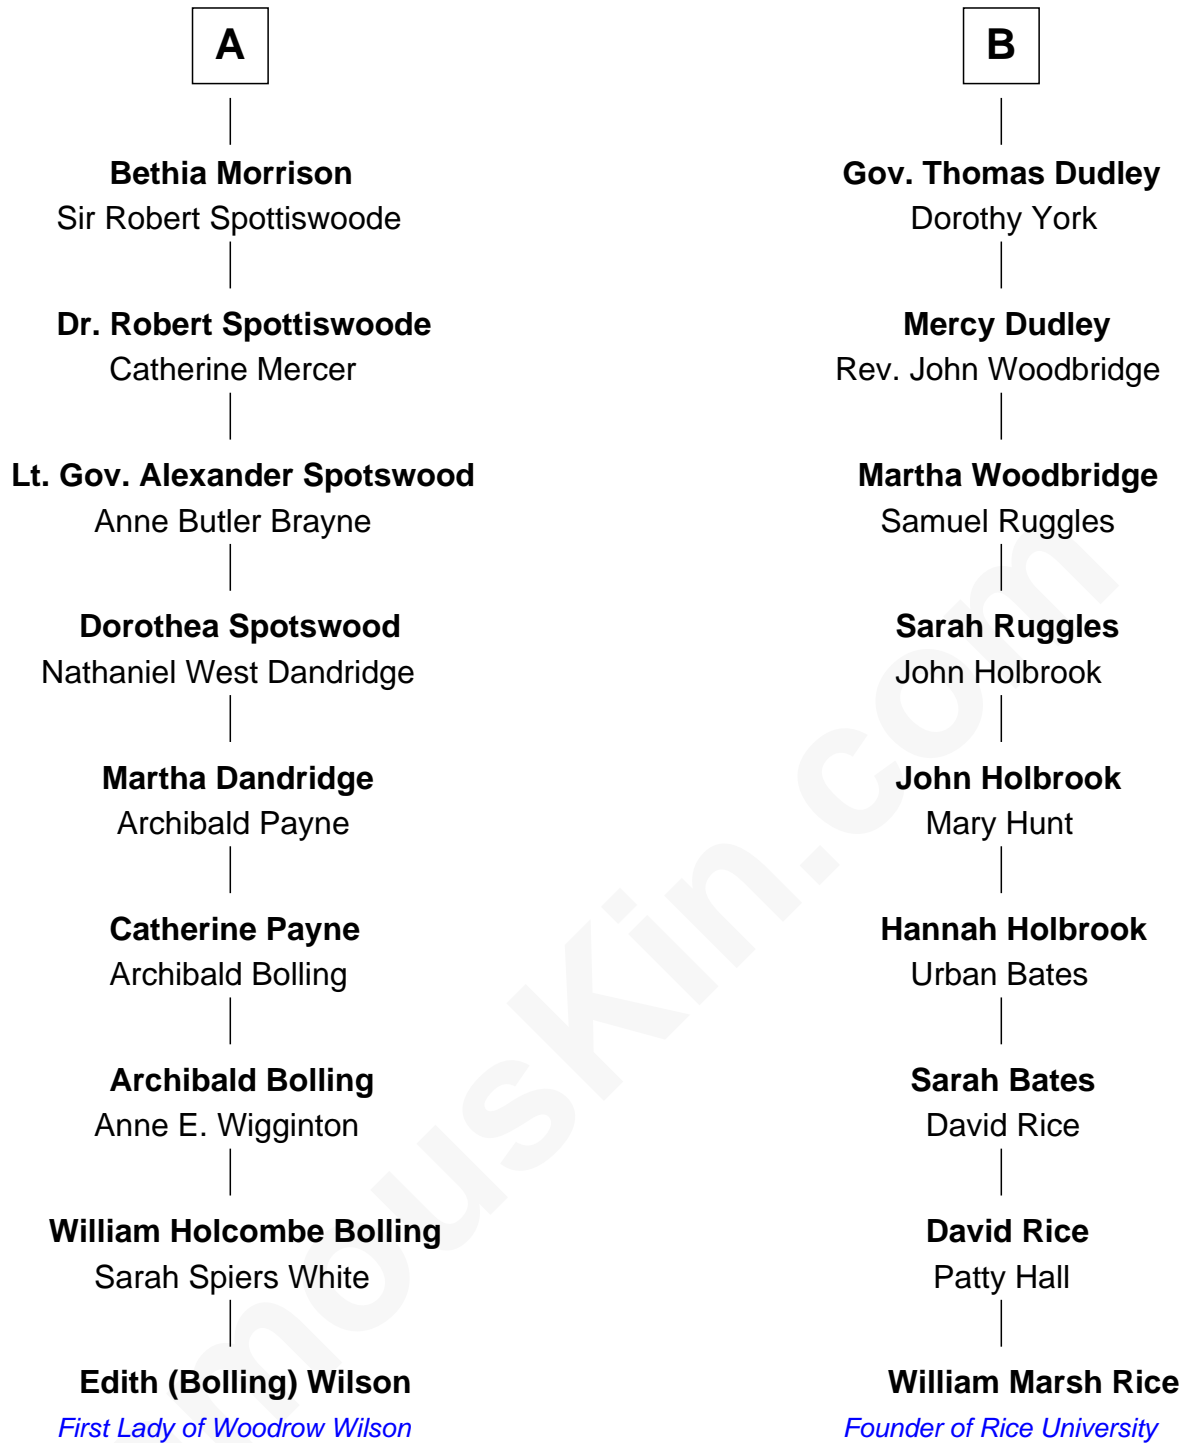 A
Bethia Morrison
Sir Robert Spottiswoode
Dr. Robert Spottiswoode
Catherine Mercer
Lt. Gov. Alexander Spotswood
Anne Butler Brayne
Dorothea Spotswood
Nathaniel West Dandridge
Martha Dandridge
Archibald Payne
Catherine Payne
Archibald Bolling
Archibald Bolling
Anne E. Wigginton
William Holcombe Bolling
Sarah Spiers White
Edith (Bolling) Wilson
First Lady of Woodrow Wilson
B
Gov. Thomas Dudley
Dorothy York
Mercy Dudley
Rev. John Woodbridge
Martha Woodbridge
Samuel Ruggles
Sarah Ruggles
John Holbrook
John Holbrook
Mary Hunt
Hannah Holbrook
Urban Bates
Sarah Bates
David Rice
David Rice
Patty Hall
William Marsh Rice
Founder of Rice University
mouskin.com